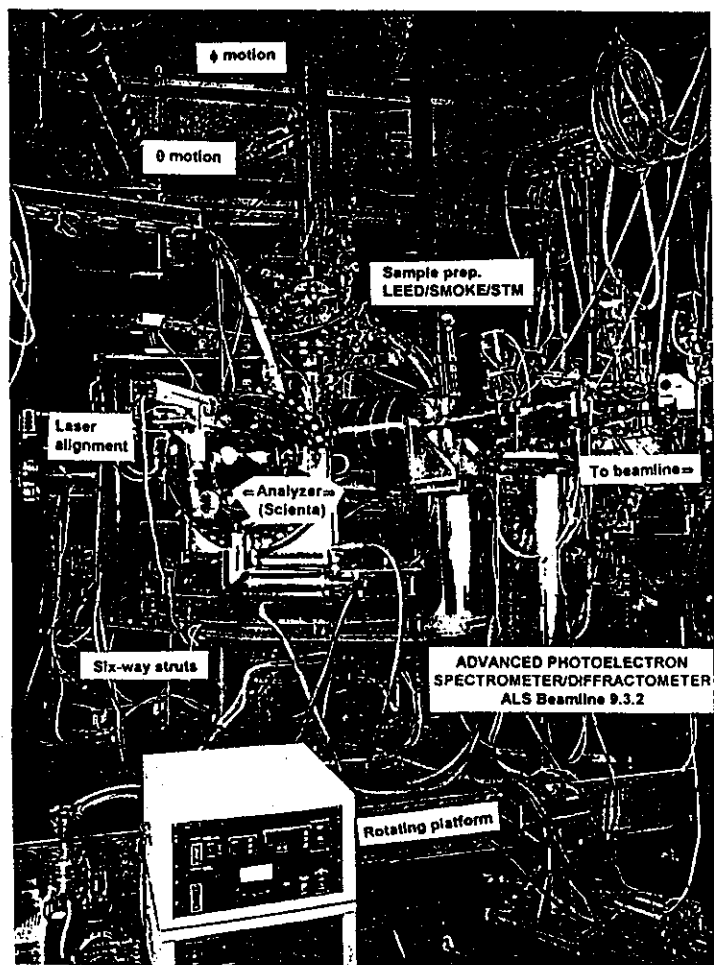 ϕ motion
θ motion
Sample prep.
LEED/SMOKE/STM
Laser
alignment
⇐ Analyzer ⇒
(Scienta)
To beamline ⇒
Six-way struts
ADVANCED PHOTOELECTRON
SPECTROMETER/DIFFRACTOMETER
ALS Beamline 9.3.2
Rotating platform